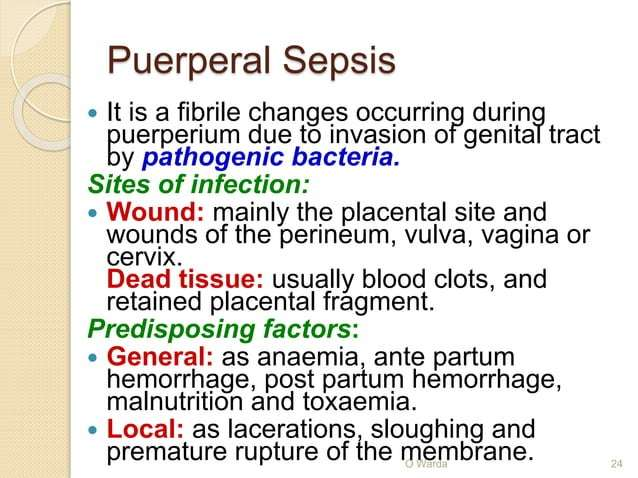 Puerperal Sepsis
• It is a fibrile changes occurring during
puerperium due to invasion of genital tract
by pathogenic bacteria.
Sites of infection:
• Wound: mainly the placental site and
wounds of the perineum, vulva, vagina or
cervix.
Dead tissue: usually blood clots, and
retained placental fragment.
Predisposing factors:
• General: as anaemia, ante partum
hemorrhage, post partum hemorrhage,
malnutrition and toxaemia.
• Local: as lacerations, sloughing and
premature rupture of the membrane.
O Warda
24